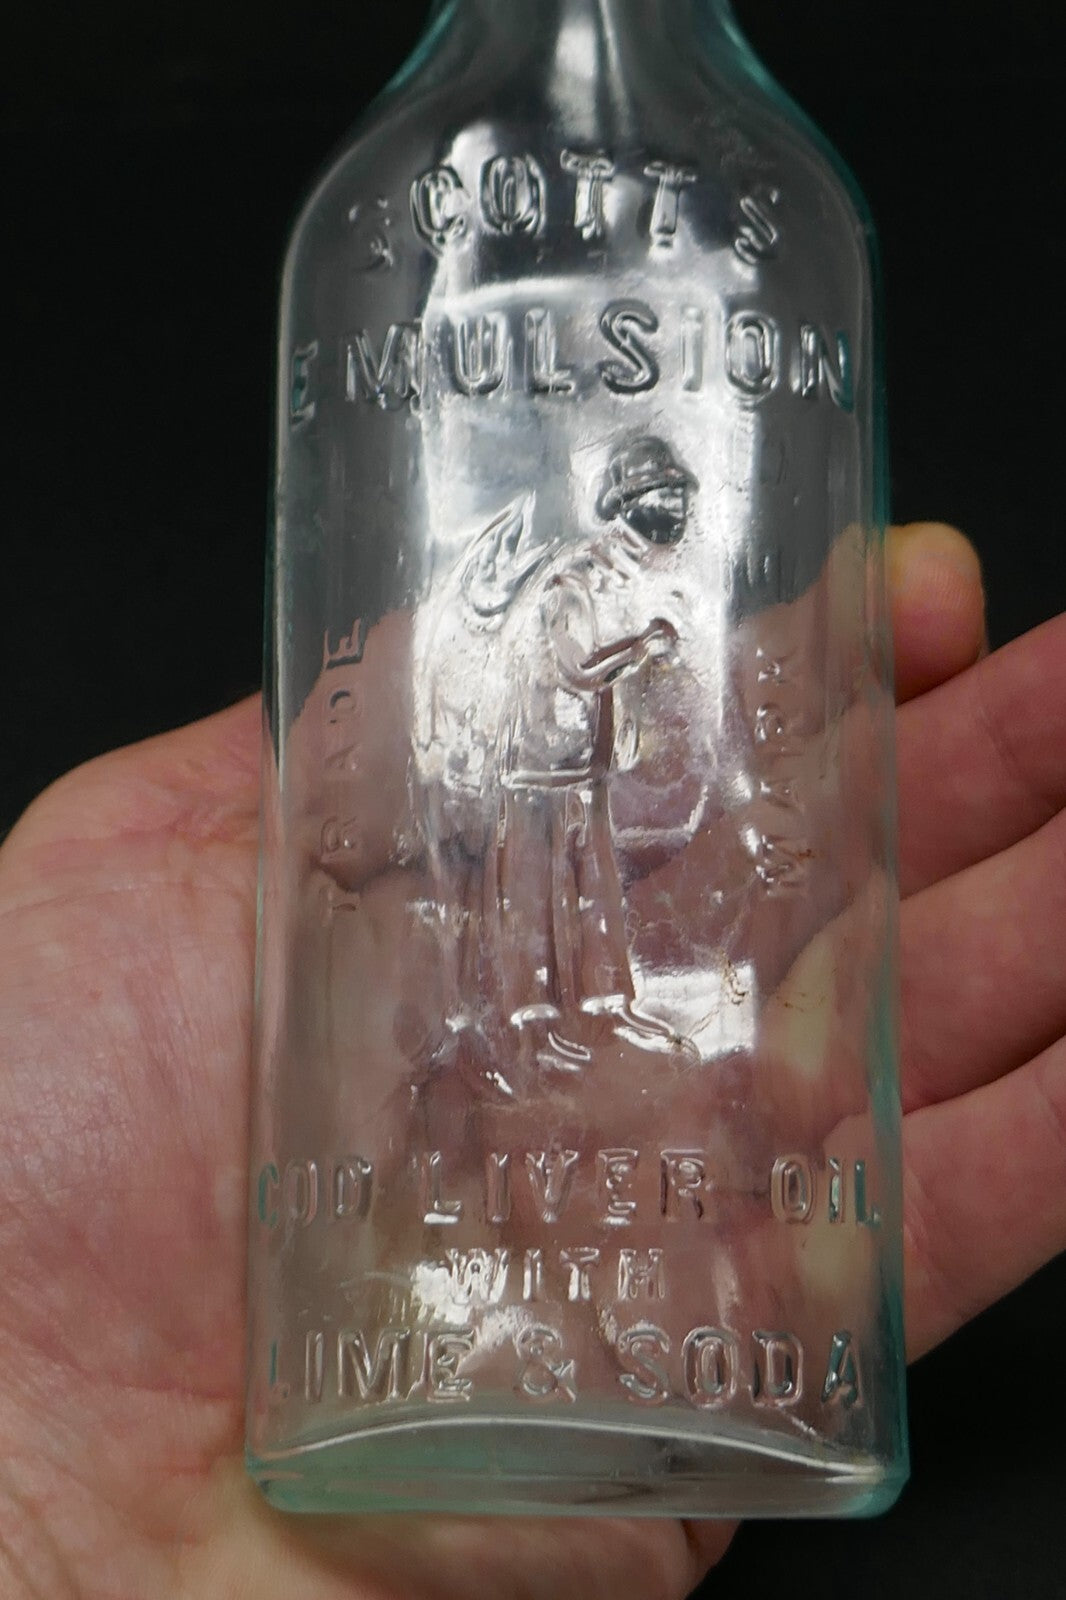 SCOTT'S
EMULSION
TRADE
MARK
COD LIVER OIL
WITH
LIME & SODA